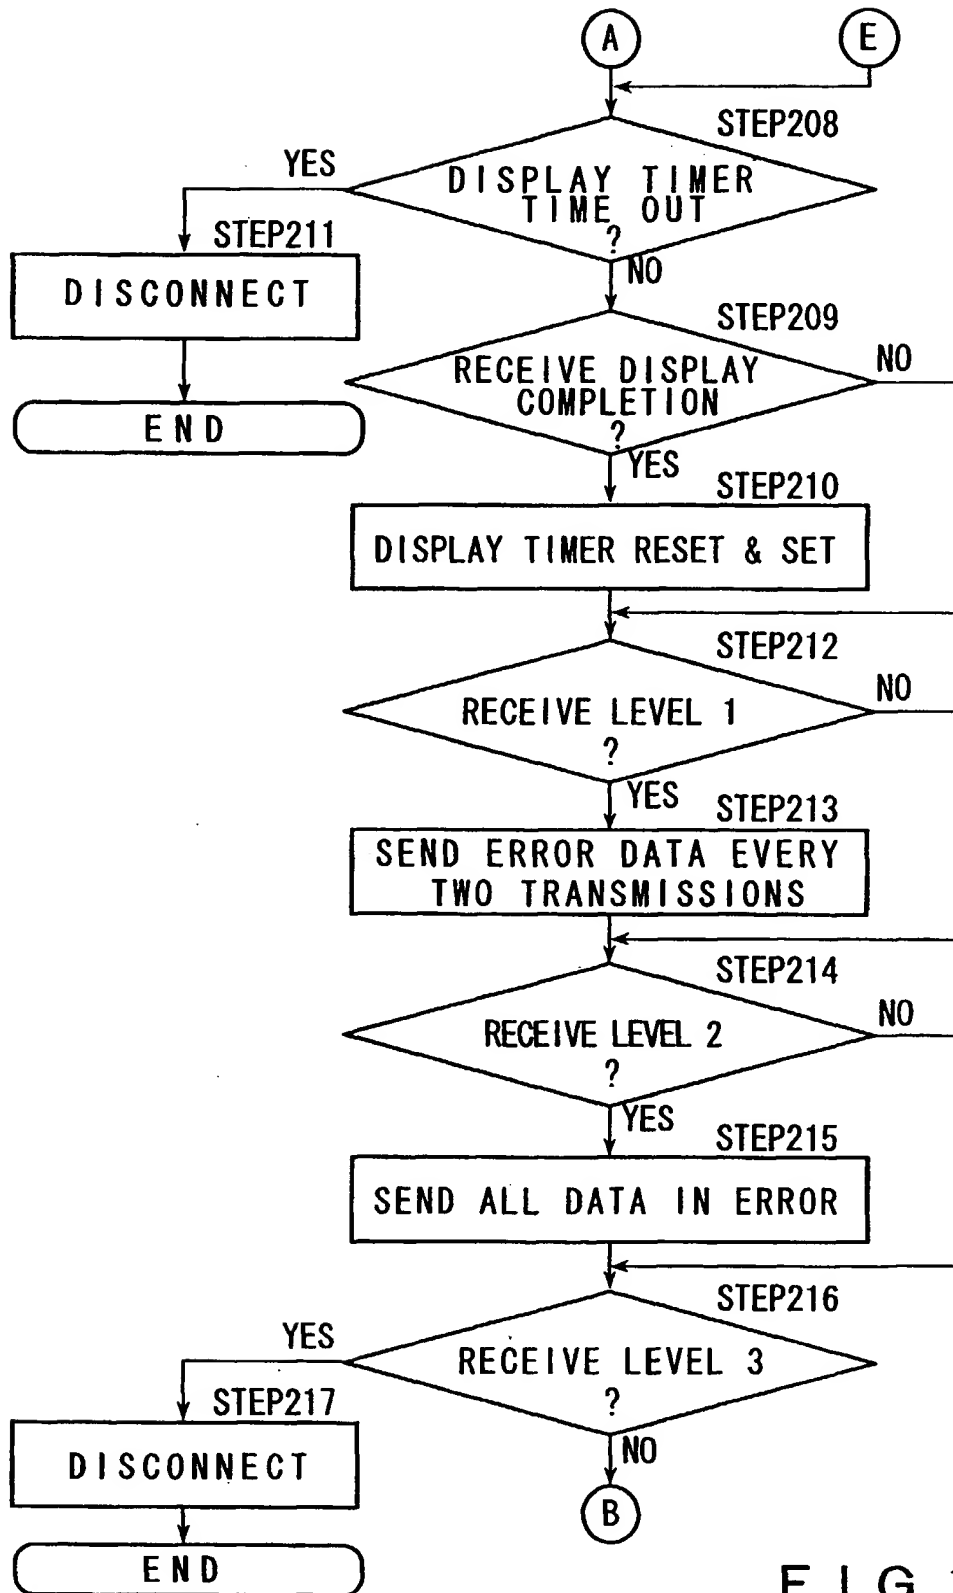 A
E
STEP208
YES
DISPLAY TIMER
TIME OUT
?
NO
STEP211
DISCONNECT
END
STEP209
NO
RECEIVE DISPLAY
COMPLETION
?
YES
STEP210
DISPLAY TIMER RESET & SET
STEP212
NO
RECEIVE LEVEL 1
?
YES
STEP213
SEND ERROR DATA EVERY
TWO TRANSMISSIONS
STEP214
NO
RECEIVE LEVEL 2
?
YES
STEP215
SEND ALL DATA IN ERROR
STEP216
YES
RECEIVE LEVEL 3
?
NO
STEP217
DISCONNECT
END
B
FIG